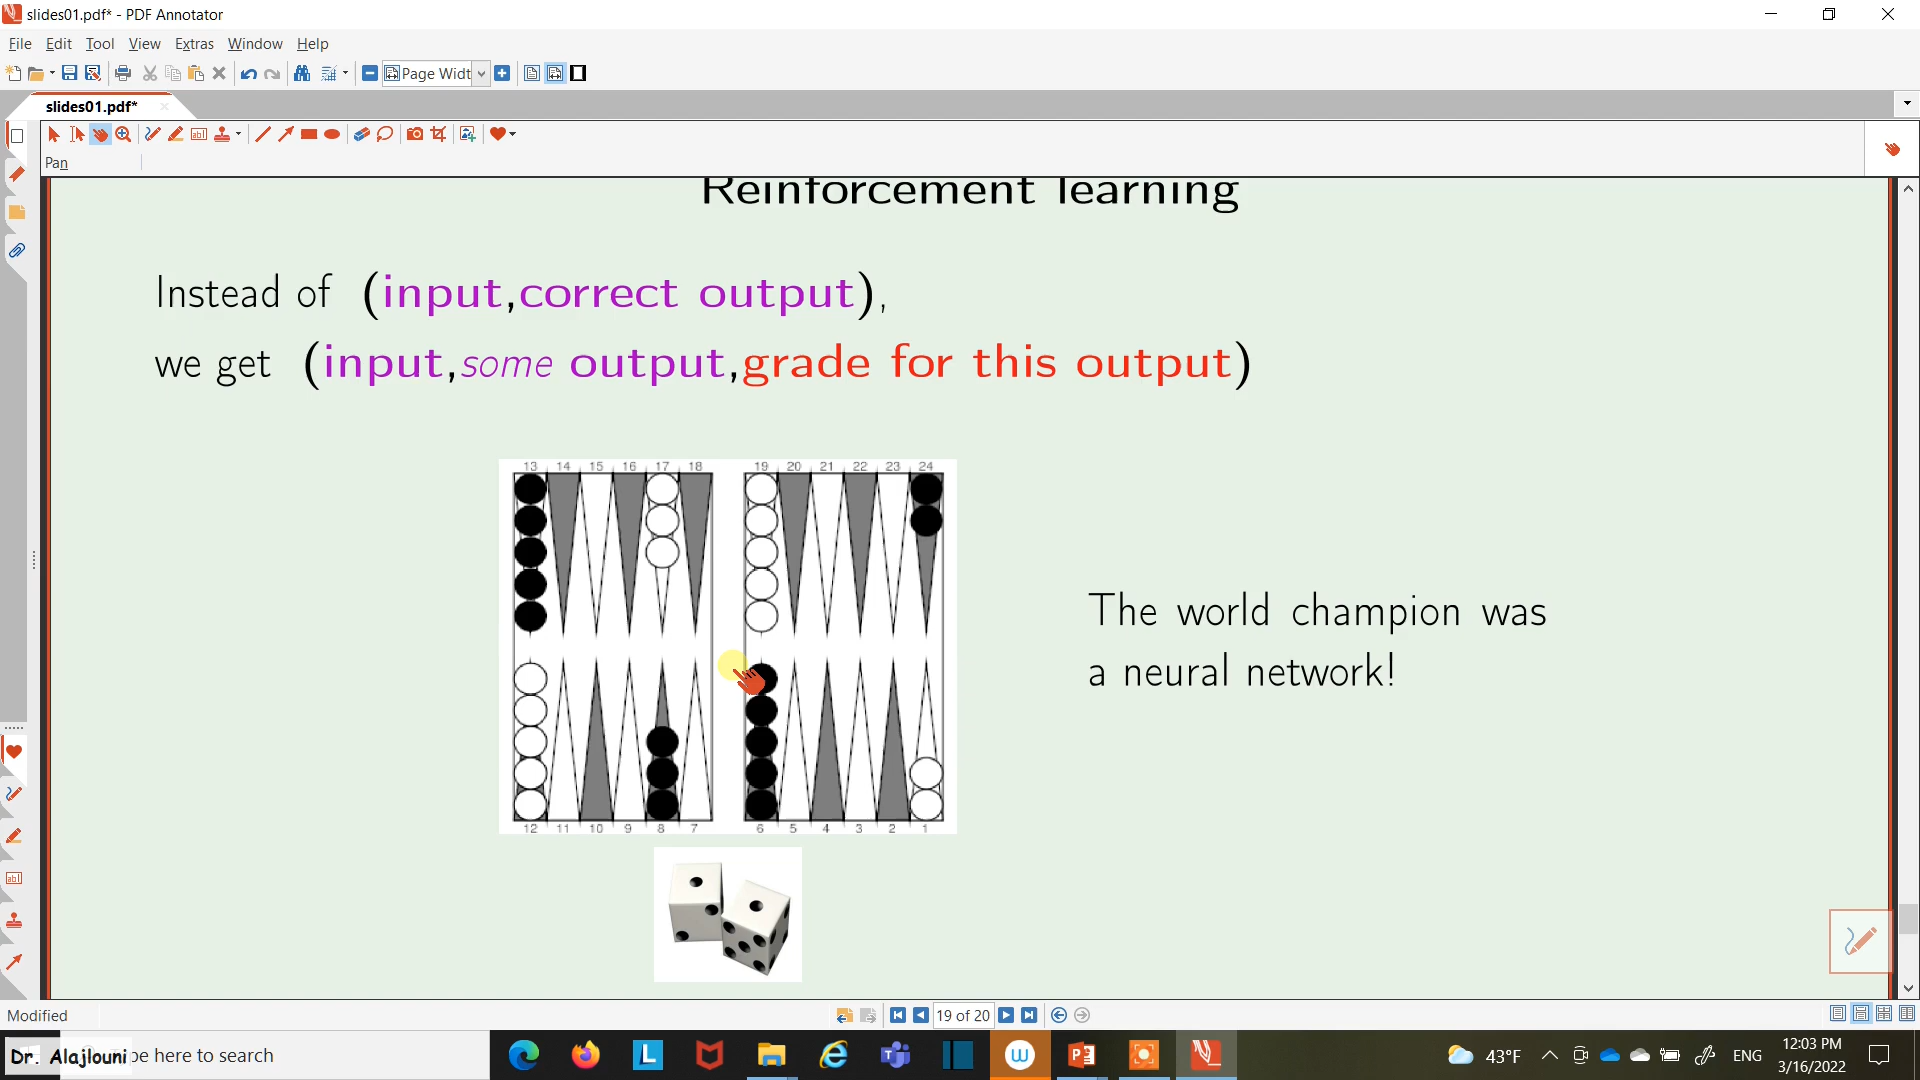 slides01.pdf* - PDF Annotator
File Edit Tool View Extras Window Help
Page Widt
slides01.pdf*
Pan
Reinforcement learning
Instead of (input,correct output),
we get (input,some output,grade for this output)
13 14 15 16 17 18 19 20 21 22 23 24
The world champion was
a neural network!
12 11 10 9 8 7 6 5 4 3 2 1
Modified
19 of 20
Dr. Alajlouni
pe here to search
43°F
ENG
12:03 PM
3/16/2022